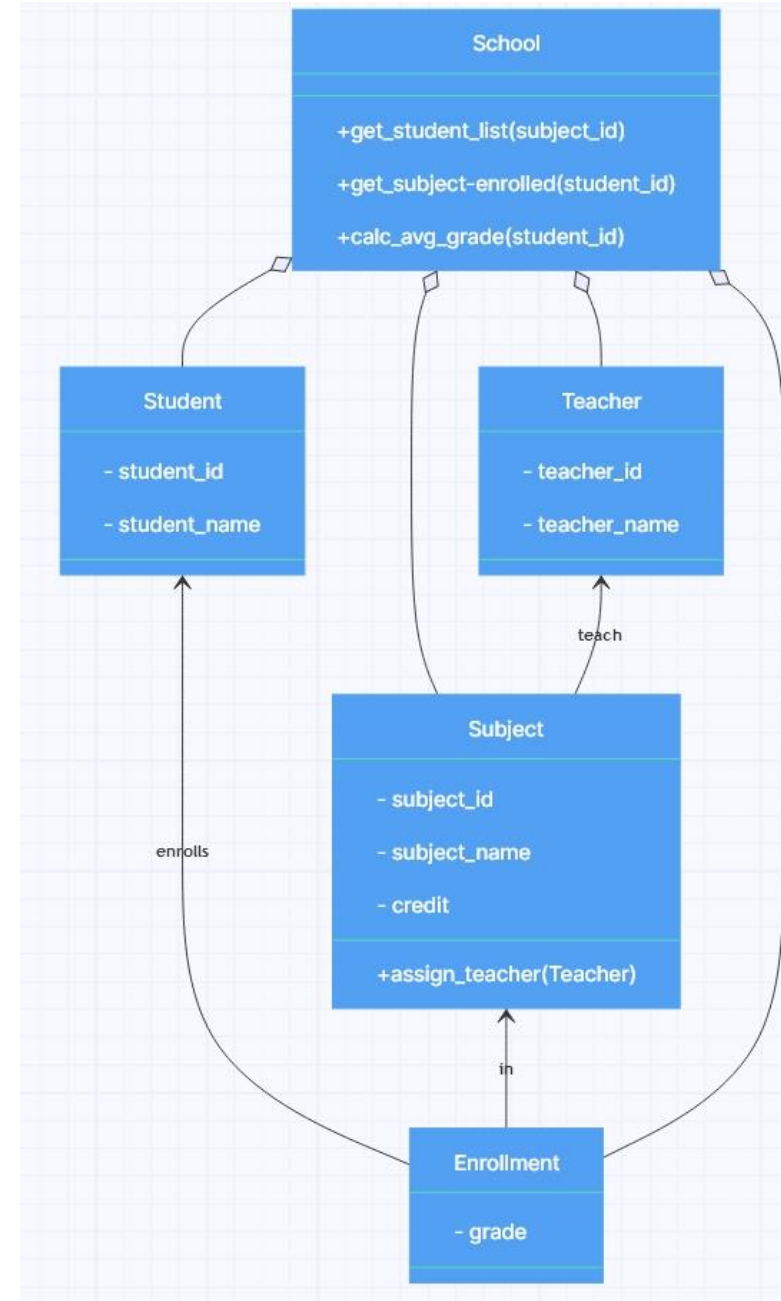 School
+get_student_list(subject_id)
+get_subject-enrolled(student_id)
+calc_avg_grade(student_id)
Student
- student_id
- student_name
Teacher
- teacher_id
- teacher_name
teach
Subject
- subject_id
- subject_name
- credit
+assign_teacher(Teacher)
enrolls
in
Enrollment
- grade